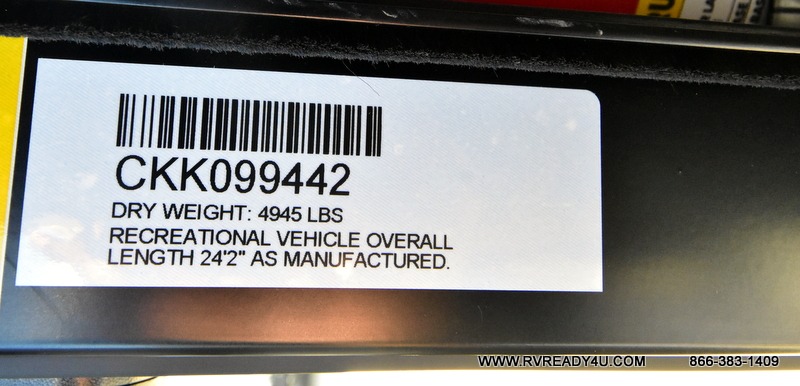 CKK099442
DRY WEIGHT: 4945 LBS
RECREATIONAL VEHICLE OVERALL
LENGTH 24'2" AS MANUFACTURED.
WWW.RVREADY4U.COM 866-383-1409